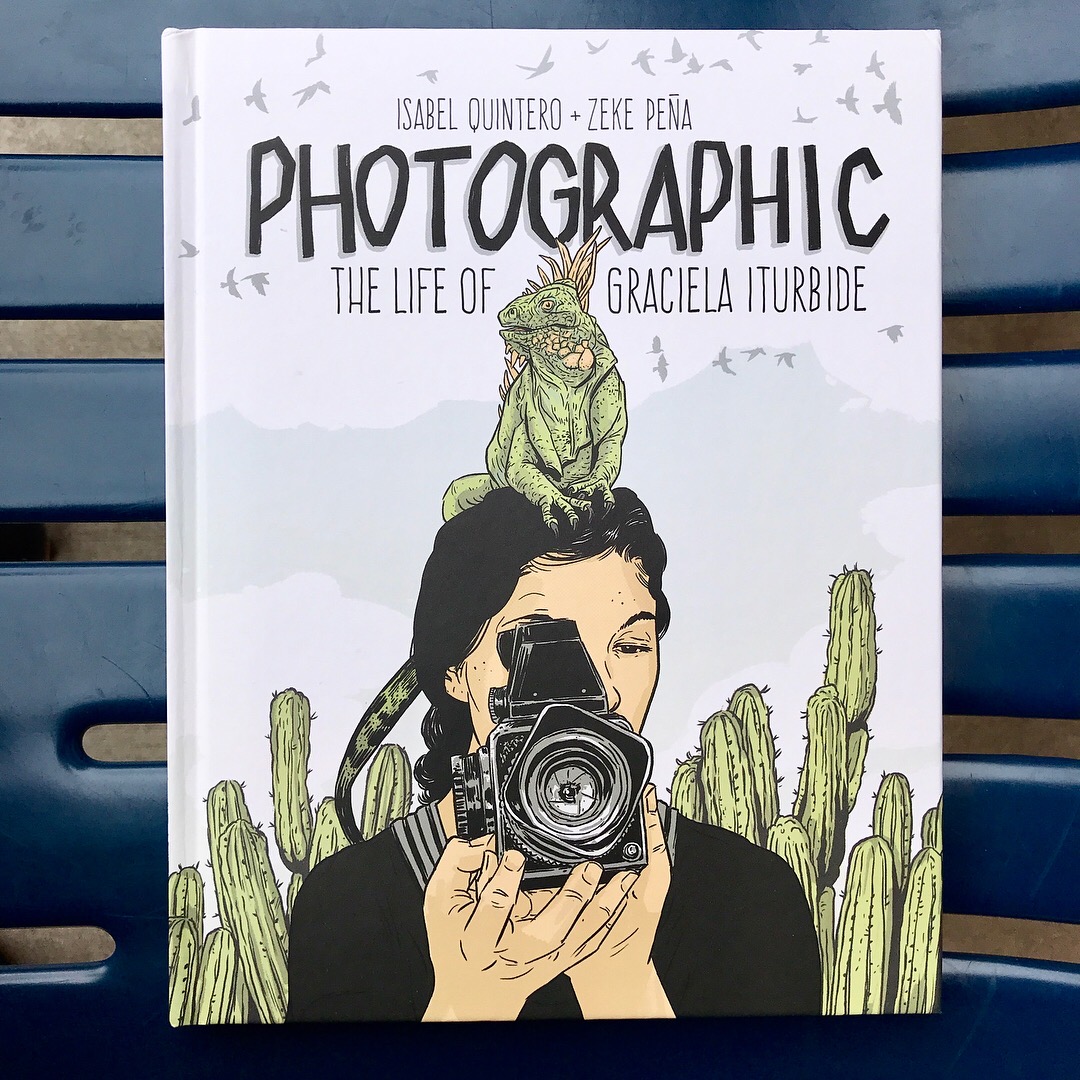 ISABEL QUINTERO + ZEKE PEÑA
PHOTOGRAPHIC
THE LIFE OF GRACIELA ITURBIDE